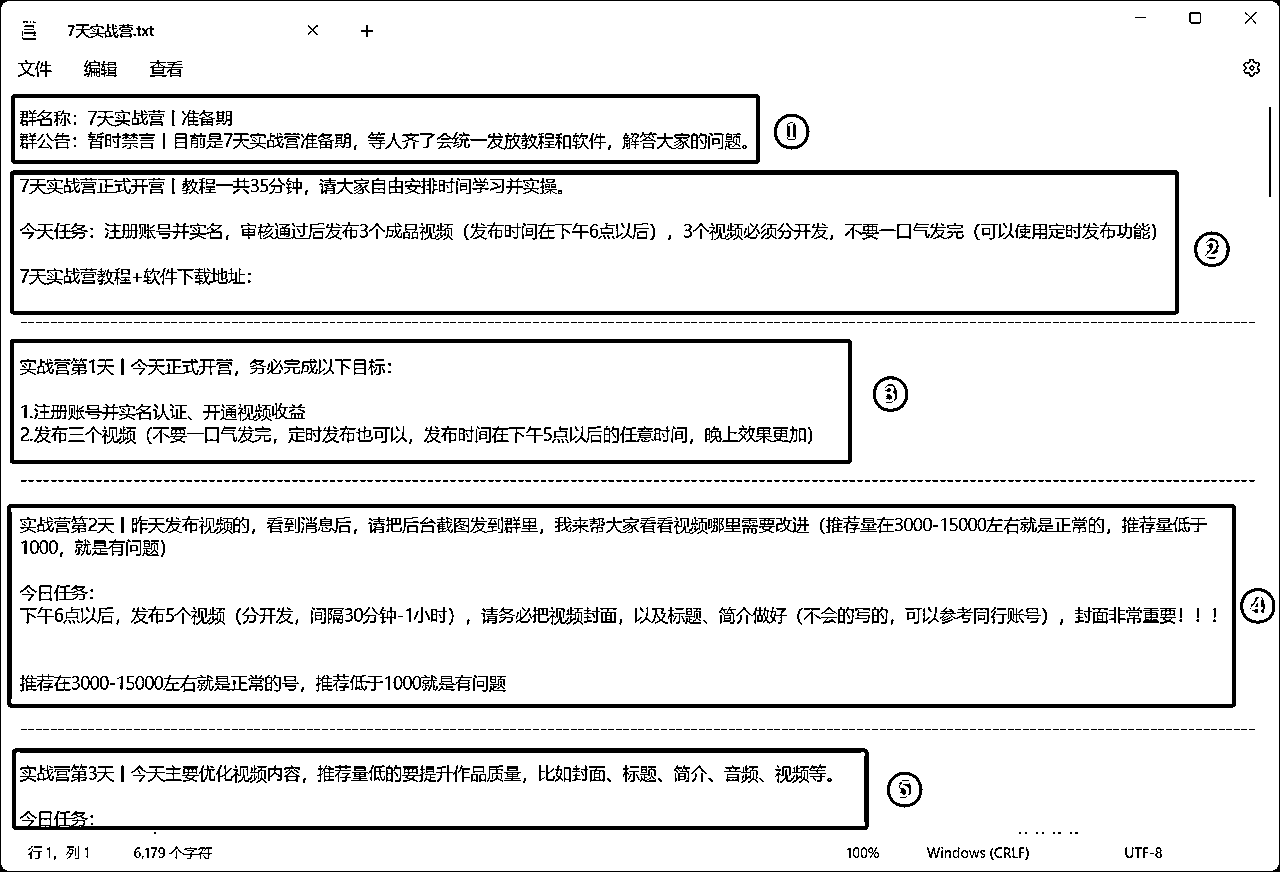 7天实战营.txt
文件 编辑 查看
群名称：7天实战营丨准备期
群公告：暂时禁言丨目前是7天实战营准备期，等人齐了会统一发放教程和软件，解答大家的问题。
①
7天实战营正式开营丨教程一共35分钟，请大家自由安排时间学习并实操。
今天任务：注册账号并实名，审核通过后发布3个成品视频（发布时间在下午6点以后），3个视频必须分开发，不要一口气发完（可以使用定时发布功能）
②
7天实战营教程+软件下载地址：
实战营第1天丨今天正式开营，务必完成以下目标：
③
1.注册账号并实名认证、开通视频收益
2.发布三个视频（不要一口气发完，定时发布也可以，发布时间在下午5点以后的任意时间，晚上效果更加）
实战营第2天丨昨天发布视频的，看到消息后，请把后台截图发到群里，我来帮大家看看视频哪里需要改进（推荐量在3000-15000左右就是正常的，推荐量低于
1000，就是有问题）
今日任务：
下午6点以后，发布5个视频（分开发，间隔30分钟-1小时），请务必把视频封面，以及标题、简介做好（不会的写的，可以参考同行账号），封面非常重要！！！
④
推荐在3000-15000左右就是正常的号，推荐低于1000就是有问题
实战营第3天丨今天主要优化视频内容，推荐量低的要提升作品质量，比如封面、标题、简介、音频、视频等。
⑤
今日任务：
行 1，列 1 6,179 个字符 100% Windows (CRLF) UTF-8